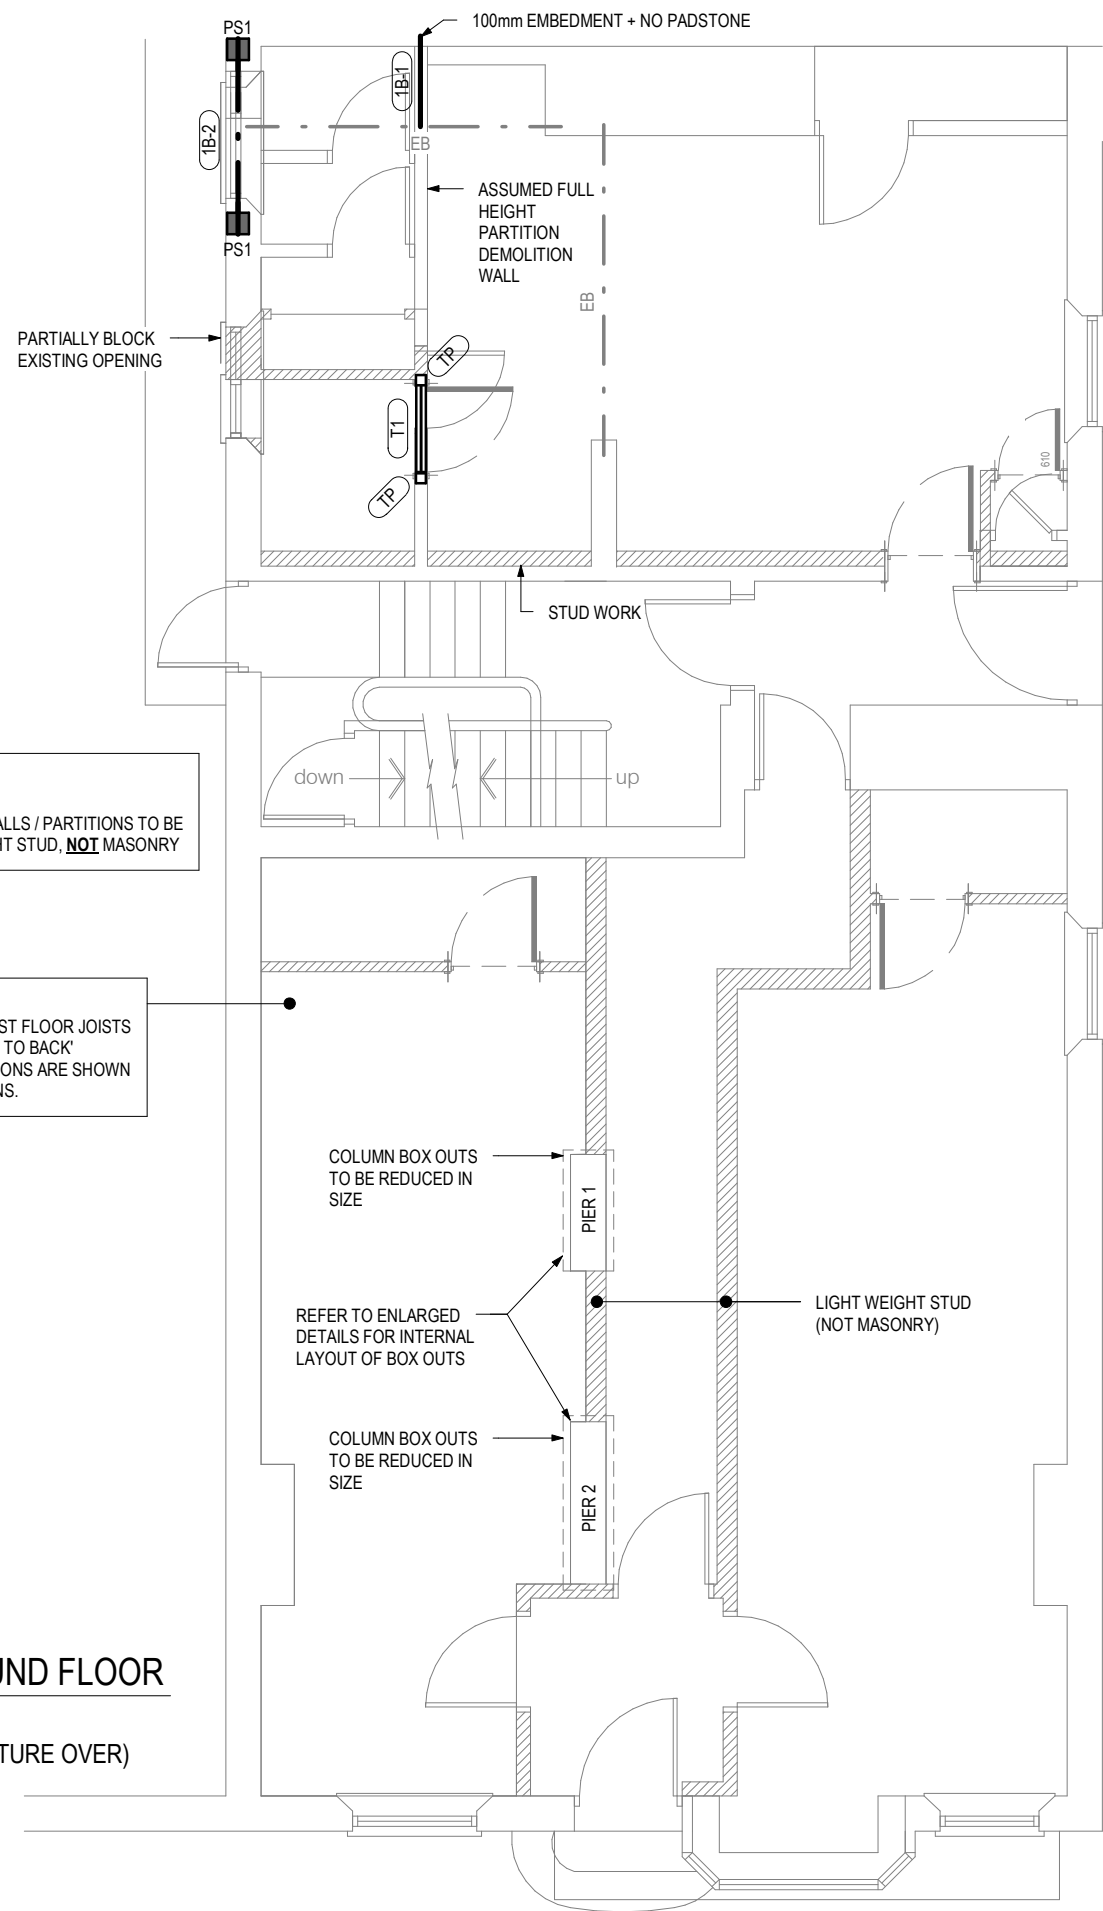 100mm EMBEDMENT + NO PADSTONE
PS1
1B-1
1B-2
EB
PS1
ASSUMED FULL
HEIGHT
PARTITION
DEMOLITION
WALL
EB
PARTIALLY BLOCK
EXISTING OPENING
TP
T1
TP
610
STUD WORK
down
up
ALLS / PARTITIONS TO BE
HT STUD, NOT MASONRY
ST FLOOR JOISTS
TO BACK'
ONS ARE SHOWN
NS.
COLUMN BOX OUTS
TO BE REDUCED IN
SIZE
PIER 1
REFER TO ENLARGED
DETAILS FOR INTERNAL
LAYOUT OF BOX OUTS
LIGHT WEIGHT STUD
(NOT MASONRY)
COLUMN BOX OUTS
TO BE REDUCED IN
SIZE
PIER 2
UND FLOOR
TURE OVER)